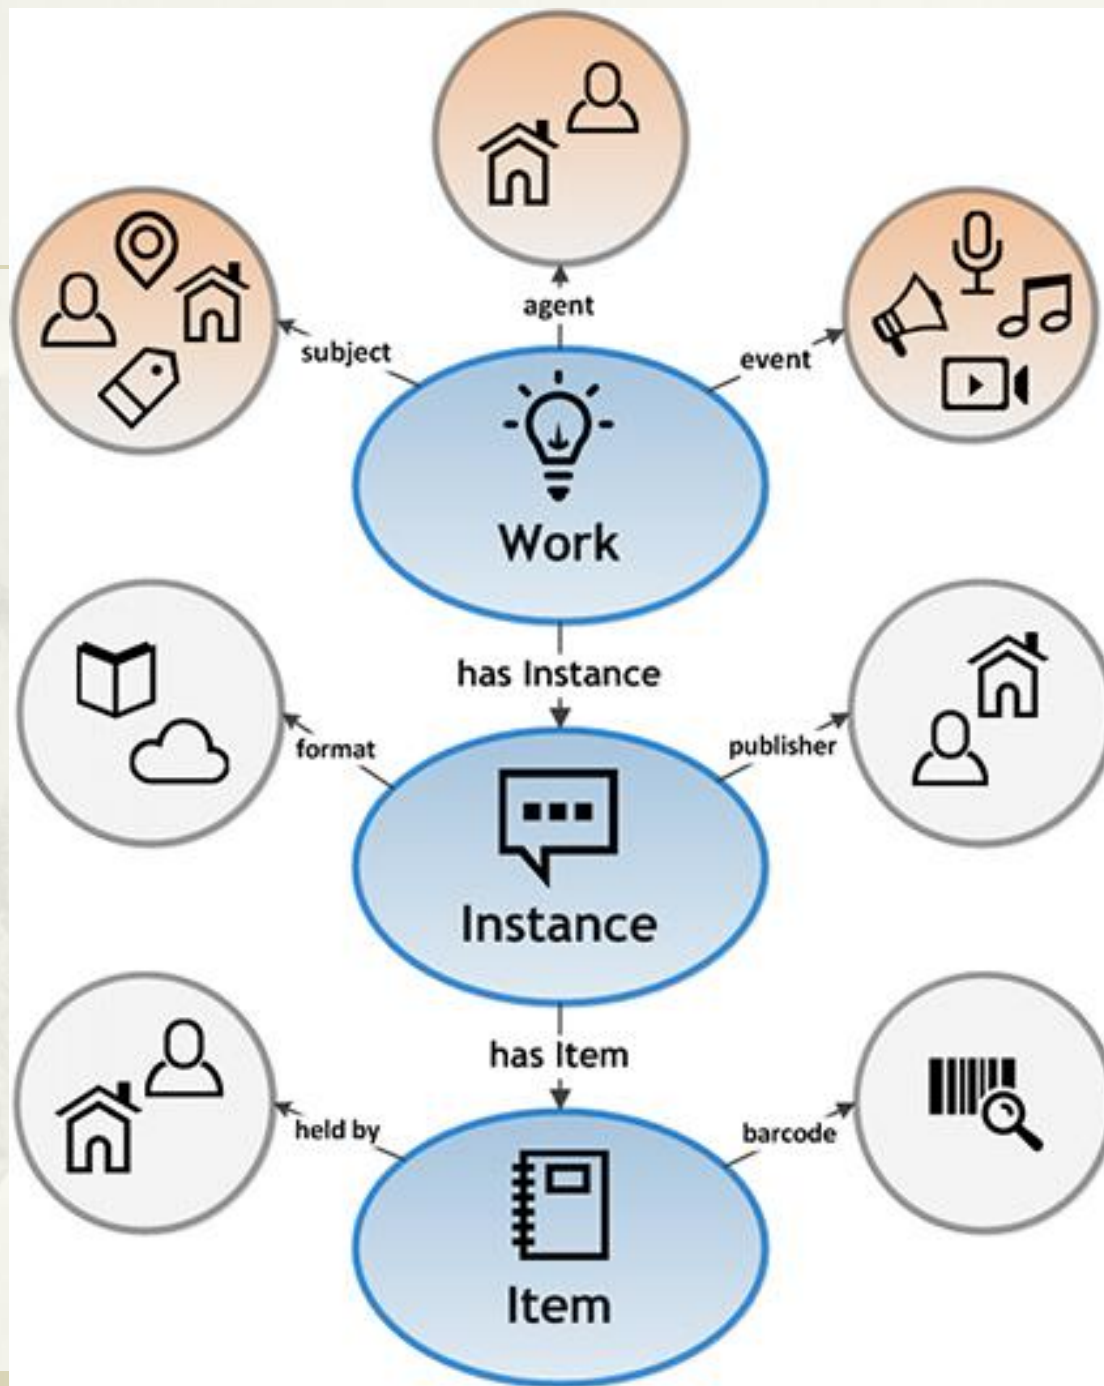 agent
subject
event
Work
has Instance
format
publisher
Instance
has Item
held by
barcode
Item